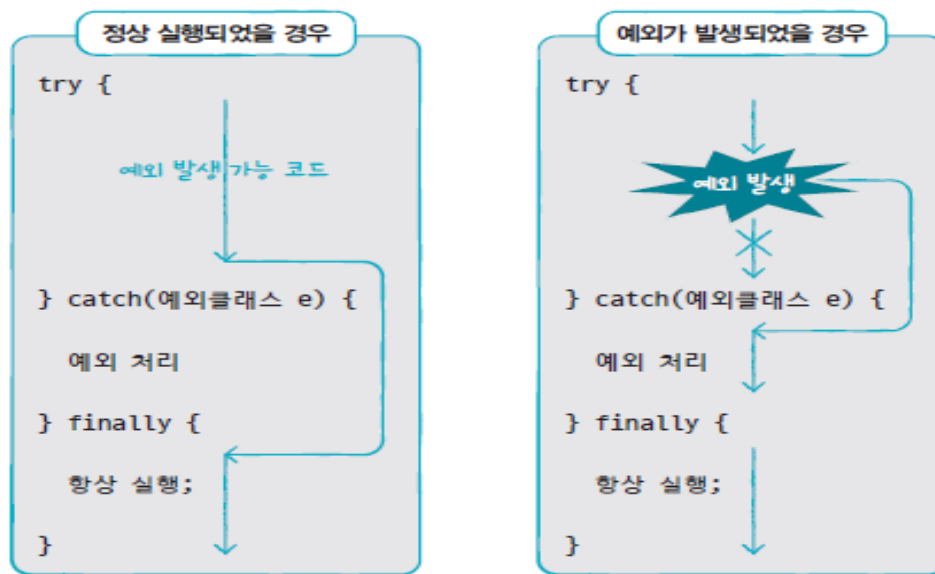 정상 실행되었을 경우
try {
예외 발생 가능 코드
} catch(예외클래스 e) {
예외 처리
} finally {
항상 실행;
}
예외가 발생되었을 경우
try {
예외 발생
} catch(예외클래스 e) {
예외 처리
} finally {
항상 실행;
}